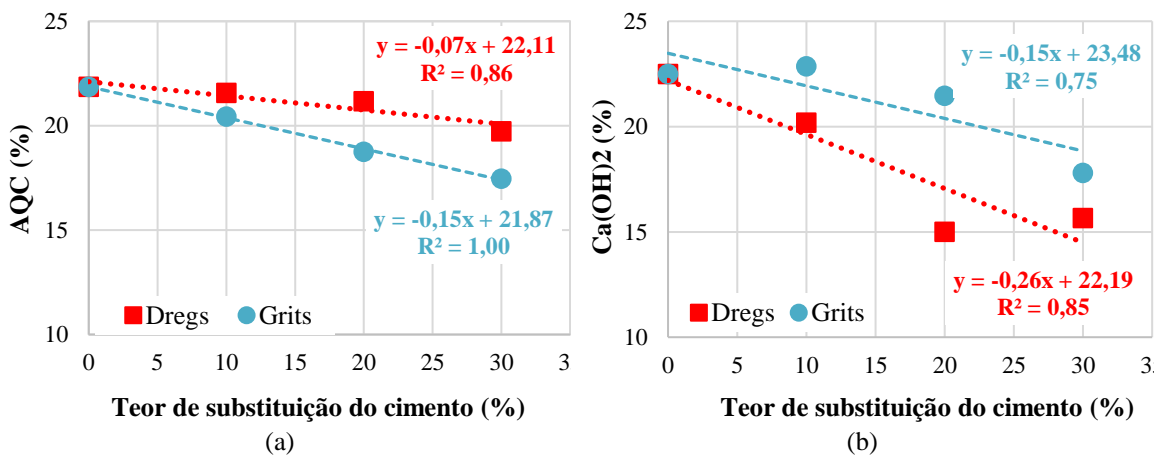 25
20
15
10
AQC (%)
y = -0,07x + 22,11
R² = 0,86
y = -0,15x + 21,87
R² = 1,00
Dregs
Grits
0 10 20 30 3
Teor de substituição do cimento (%)
(a)
25
20
15
10
Ca(OH)2 (%)
y = -0,15x + 23,48
R² = 0,75
y = -0,26x + 22,19
R² = 0,85
Dregs
Grits
0 5 10 15 20 25 30 3.
Teor de substituição do cimento (%)
(b)